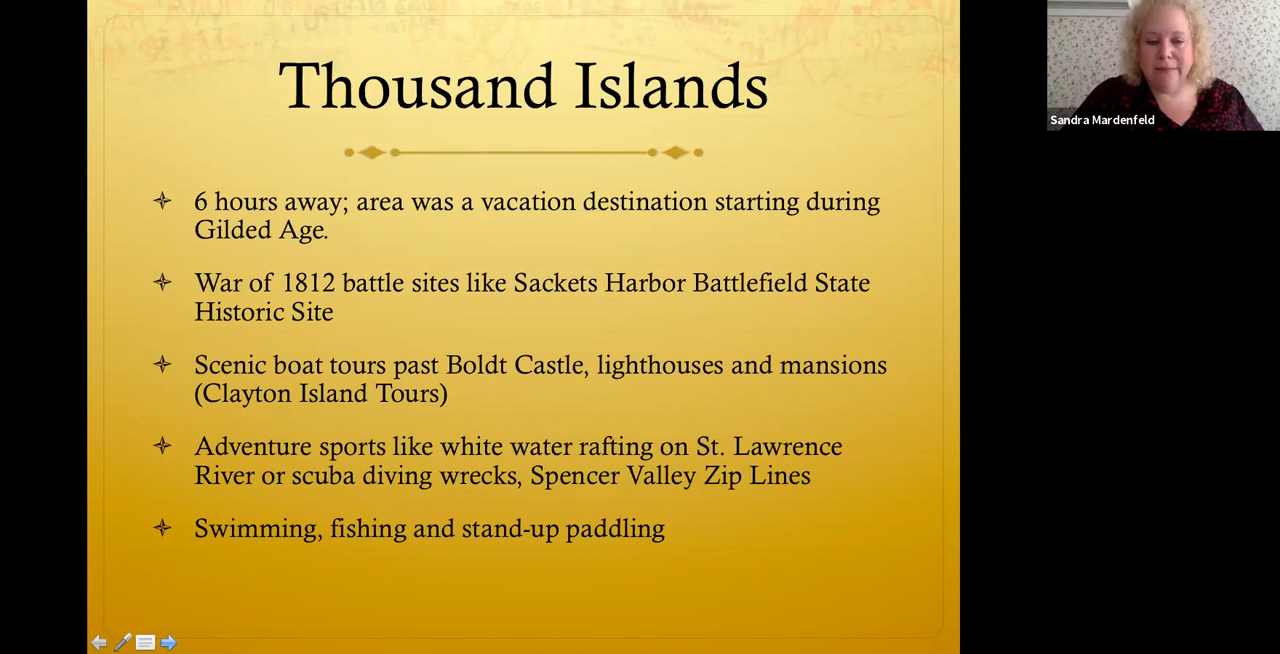 Thousand Islands
6 hours away; area was a vacation destination starting during
Gilded Age.
War of 1812 battle sites like Sackets Harbor Battlefield State
Historic Site
Scenic boat tours past Boldt Castle, lighthouses and mansions
(Clayton Island Tours)
Adventure sports like white water rafting on St. Lawrence
River or scuba diving wrecks, Spencer Valley Zip Lines
Swimming, fishing and stand-up paddling
Sandra Mardenfeld